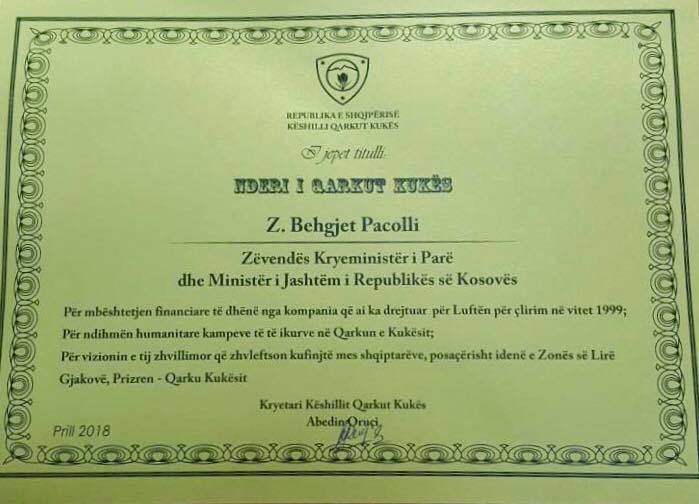 REPUBLIKA E SHQIPËRISË
KËSHILLI QARKUT KUKËS
I jepet titulli:
NDERI I QARKUT KUKËS
Z. Behgjet Pacolli
Zëvendës Kryeministër i Parë
dhe Ministër i Jashtëm i Republikës së Kosovës
Për mbështetjen financiare të dhënë nga kompania që ai ka drejtuar për Luftën për çlirim në vitet 1999;
Për ndihmën humanitare kampeve të të ikurve në Qarkun e Kukësit;
Për vizionin e tij zhvillimor që zhvleftson kufinjtë mes shqiptarëve, posaçërisht idenë e Zonës së Lirë
Gjakovë, Prizren - Qarku Kukësit
Kryetari Këshillit Qarkut Kukës
Abedin Oruçi
Prill 2018